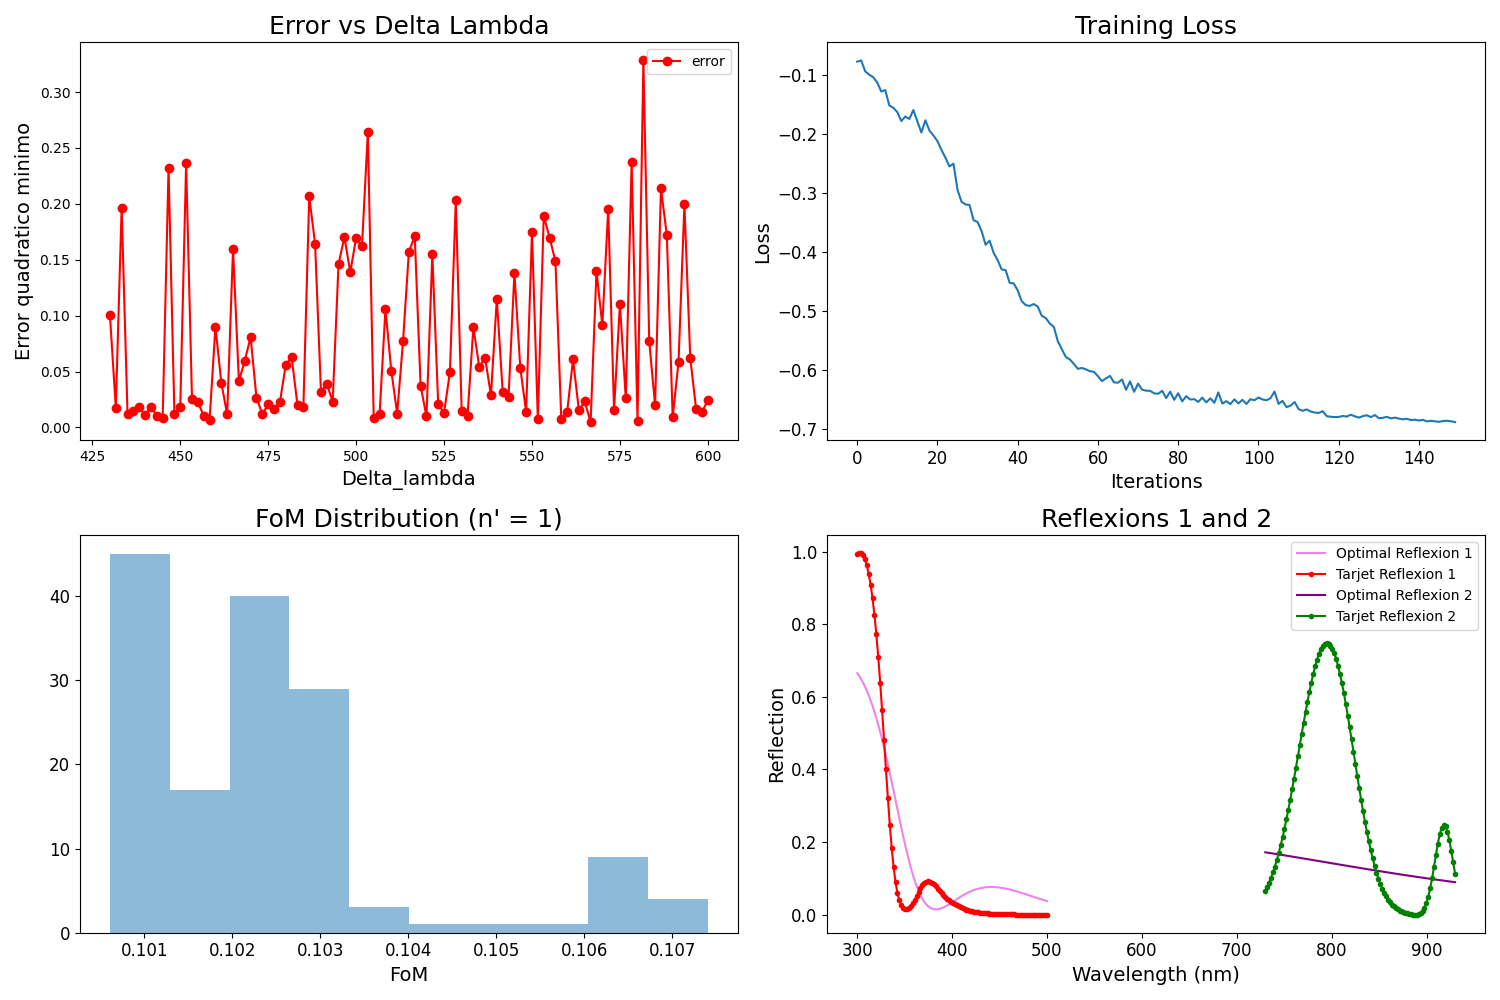 Error vs Delta Lambda
error
0.30
0.25
0.20
0.15
0.10
0.05
0.00
Error quadratico minimo
425 450 475 500 525 550 575 600
Delta_lambda
Training Loss
−0.1
−0.2
−0.3
−0.4
−0.5
−0.6
−0.7
Loss
0 20 40 60 80 100 120 140
Iterations
FoM Distribution (n' = 1)
40
30
20
10
0
0.101 0.102 0.103 0.104 0.105 0.106 0.107
FoM
Reflexions 1 and 2
Optimal Reflexion 1
Tarjet Reflexion 1
Optimal Reflexion 2
Tarjet Reflexion 2
1.0
0.8
0.6
0.4
0.2
0.0
Reflection
300 400 500 600 700 800 900
Wavelength (nm)